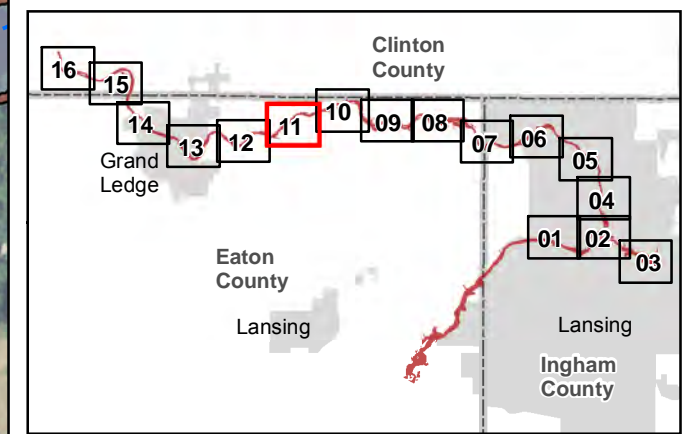 Clinton
County
16
15
14
13
12
11
10
09
08
07
06
05
04
01
02
03
Grand
Ledge
Eaton
County
Lansing
Lansing
Ingham
County